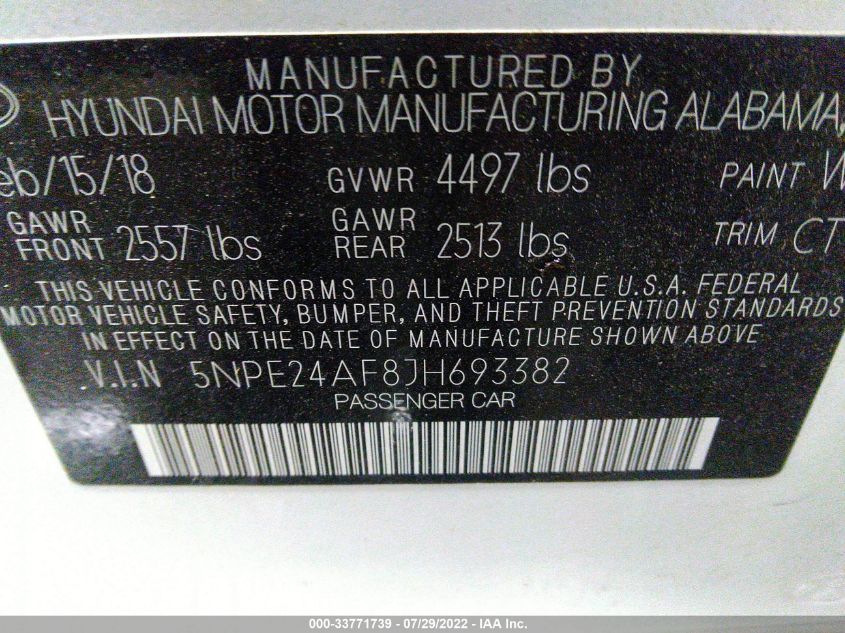 MANUFACTURED BY
HYUNDAI MOTOR MANUFACTURING ALABAMA,
eb/15/18 GVWR 4497 lbs PAINT W
GAWR FRONT 2557 lbs GAWR REAR 2513 lbs TRIM CT
THIS VEHICLE CONFORMS TO ALL APPLICABLE U.S.A. FEDERAL
MOTOR VEHICLE SAFETY, BUMPER, AND THEFT PREVENTION STANDARDS
IN EFFECT ON THE DATE OF MANUFACTURE SHOWN ABOVE
V.I.N 5NPE24AF8JH693382
PASSENGER CAR
000-33771739 - 07/29/2022 - IAA Inc.